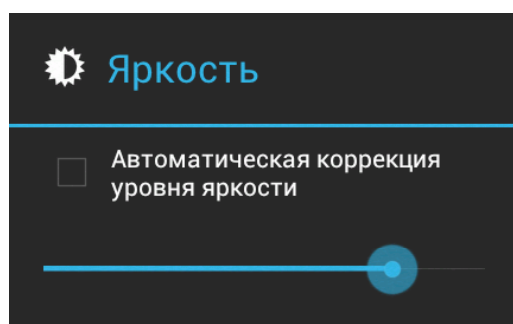 Яркость
Автоматическая коррекция
уровня яркости